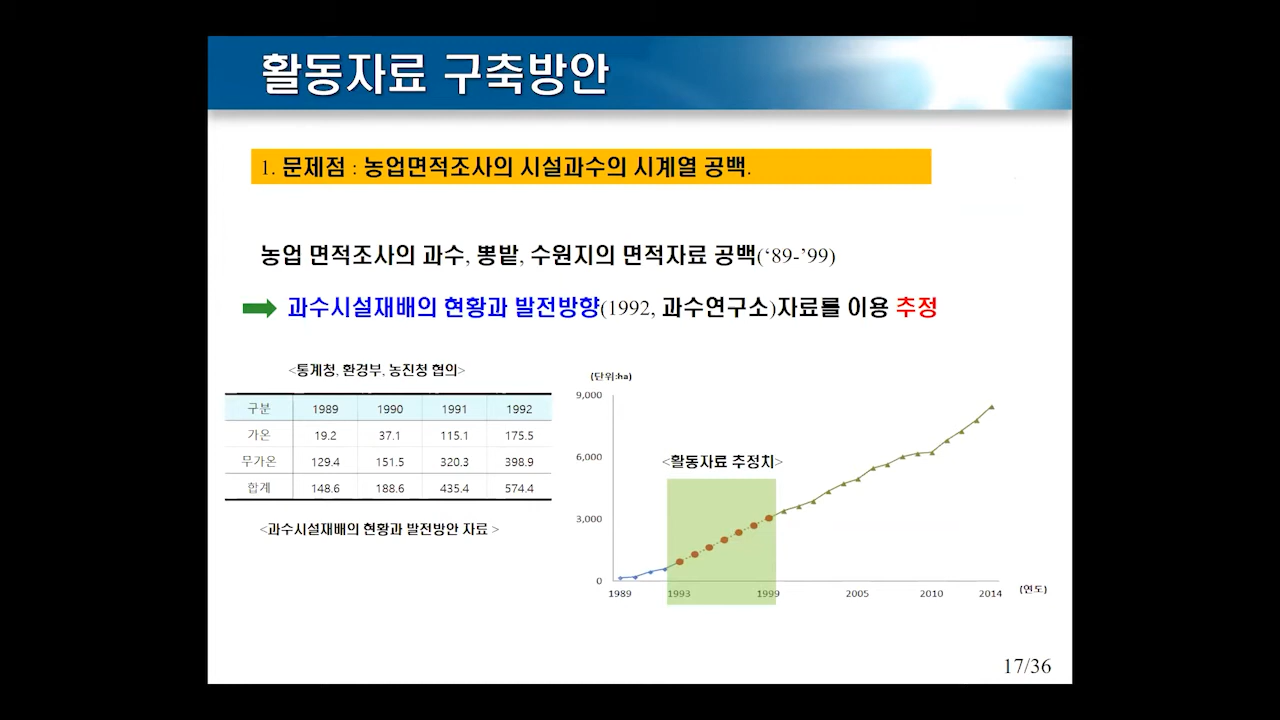 활동자료 구축방안
1. 문제점 : 농업면적조사의 시설과수의 시계열 공백.
농업 면적조사의 과수, 뽕밭, 수원지의 면적자료 공백(‘89-’99)
과수시설재배의 현황과 발전방향(1992, 과수연구소)자료를 이용 추정
<통계청, 환경부, 농진청 협의>
구분 1989 1990 1991 1992
가온 19.2 37.1 115.1 175.5
무가온 129.4 151.5 320.3 398.9
합계 148.6 188.6 435.4 574.4
<과수시설재배의 현황과 발전방안 자료 >
(단위:ha)
9,000
6,000
<활동자료 추정치>
3,000
0
1989 1993 1999 2005 2010 2014 (연도)
17/36